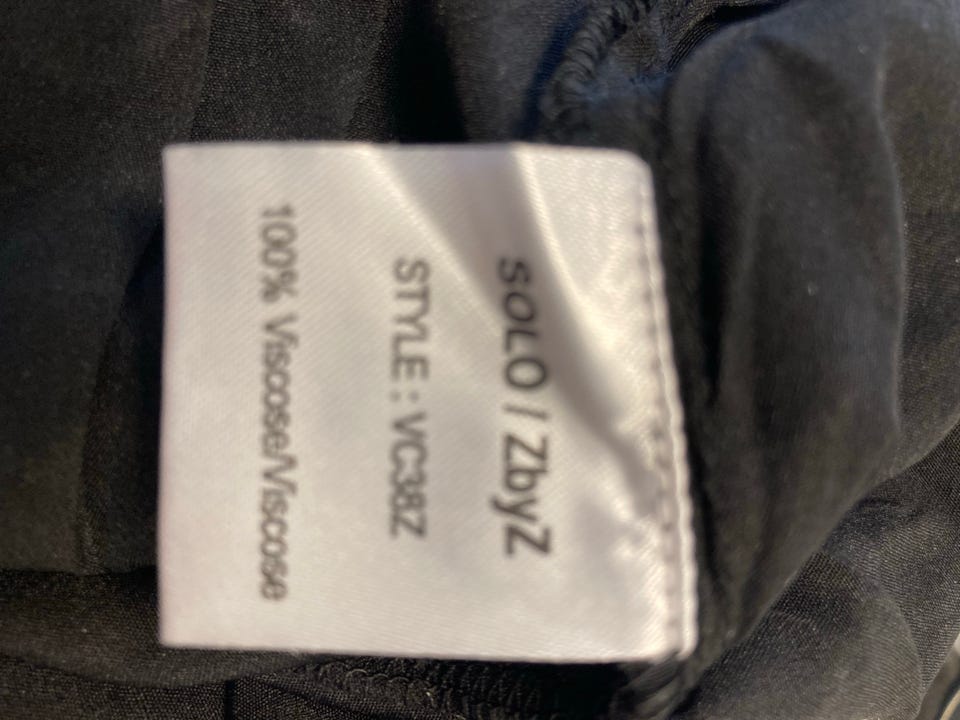 SOLO / ZbyZ
STYLE : VC38Z
100% Viscose/Viscose